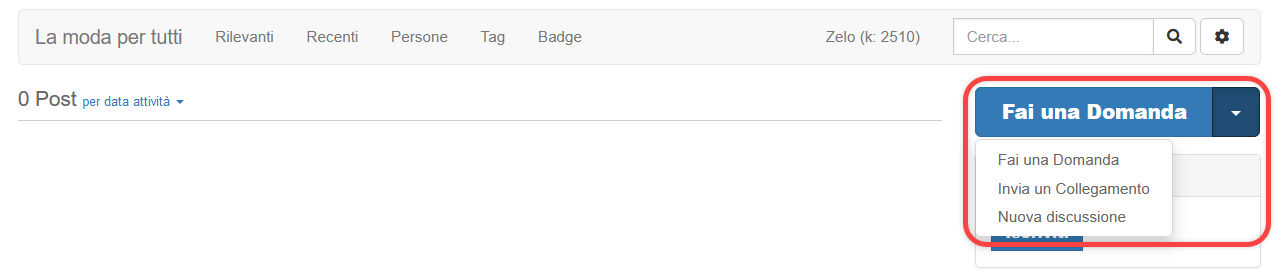 La moda per tutti Rilevanti Recenti Persone Tag Badge Zelo (k: 2510) Cerca...
0 Post per data attività
Fai una Domanda
Fai una Domanda
Invia un Collegamento
Nuova discussione